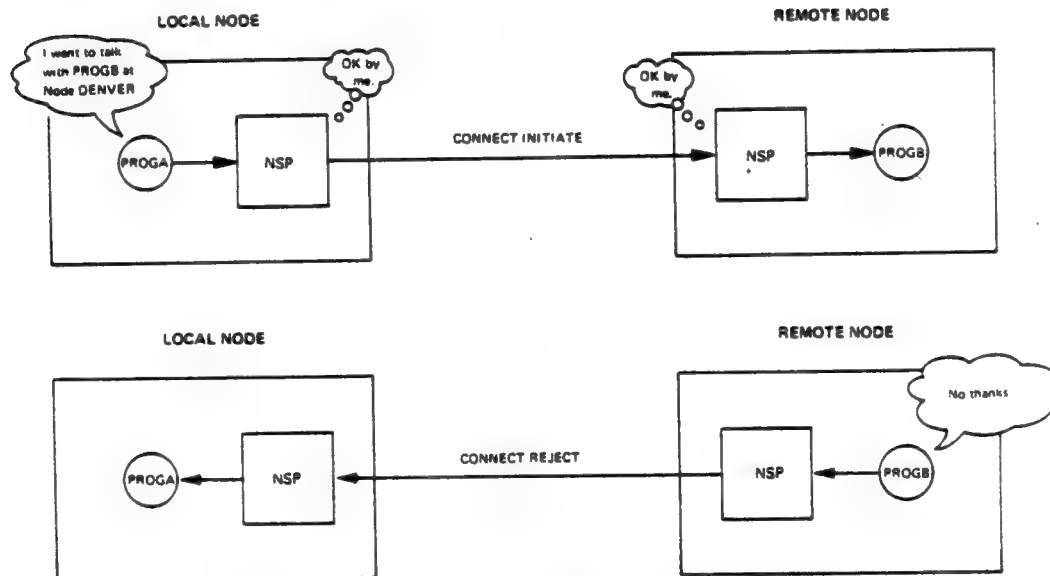 LOCAL NODE
REMOTE NODE
I want to talk
with PROGB at
Node DENVER
OK by
me.
OK by
me.
CONNECT INITIATE
PROGA
NSP
NSP
PROGB
LOCAL NODE
REMOTE NODE
No thanks
CONNECT REJECT
PROGA
NSP
NSP
PROGB